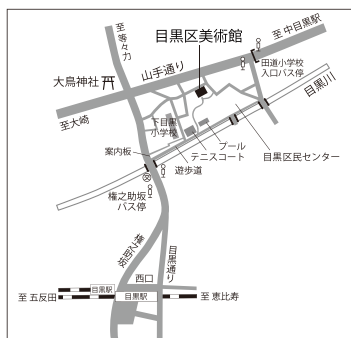 至中目黒駅
至等々力
目黒区美術館
山手通り
大鳥神社
田道小学校
入口バス停
目黒川
至大崎
下目黒
小学校
プール
テニスコート
目黒区民センター
案内板
遊歩道
権之助坂
バス停
権之助坂
目黒通り
西口
目黒駅
目黒駅
至 五反田
至 恵比寿